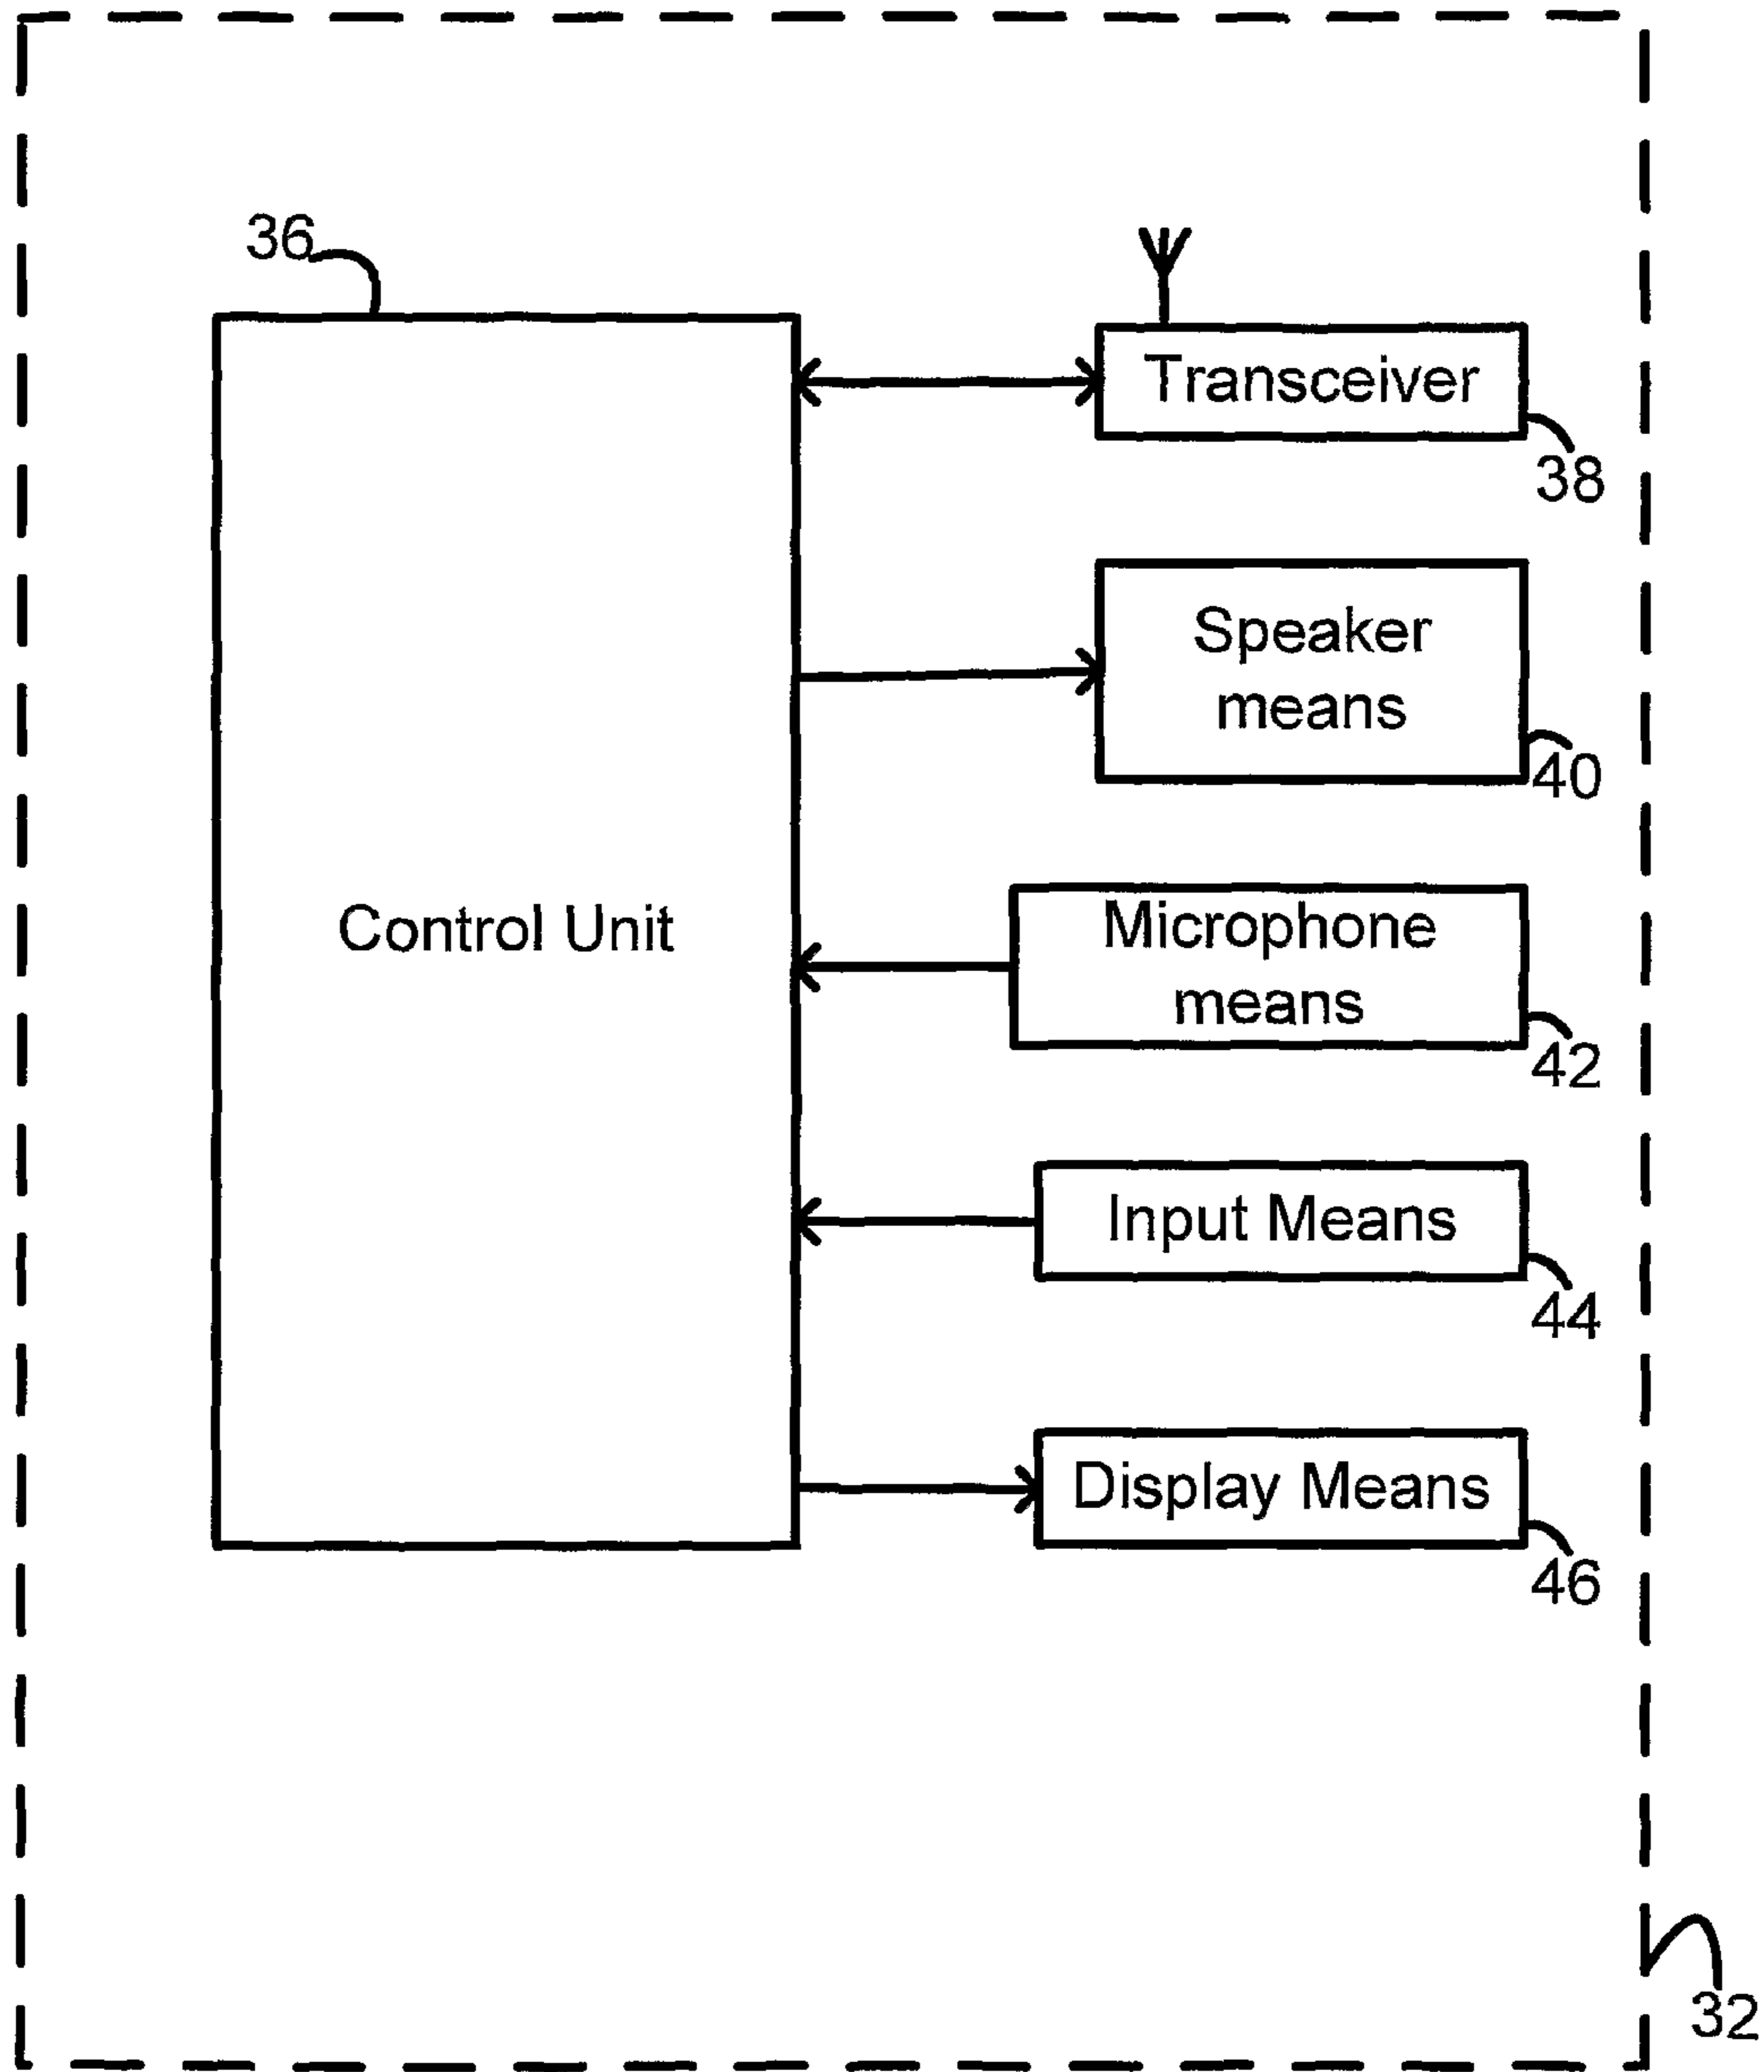 36
Transceiver
38
Speaker
means
40
Control Unit
Microphone
means
42
Input Means
44
Display Means
46
32